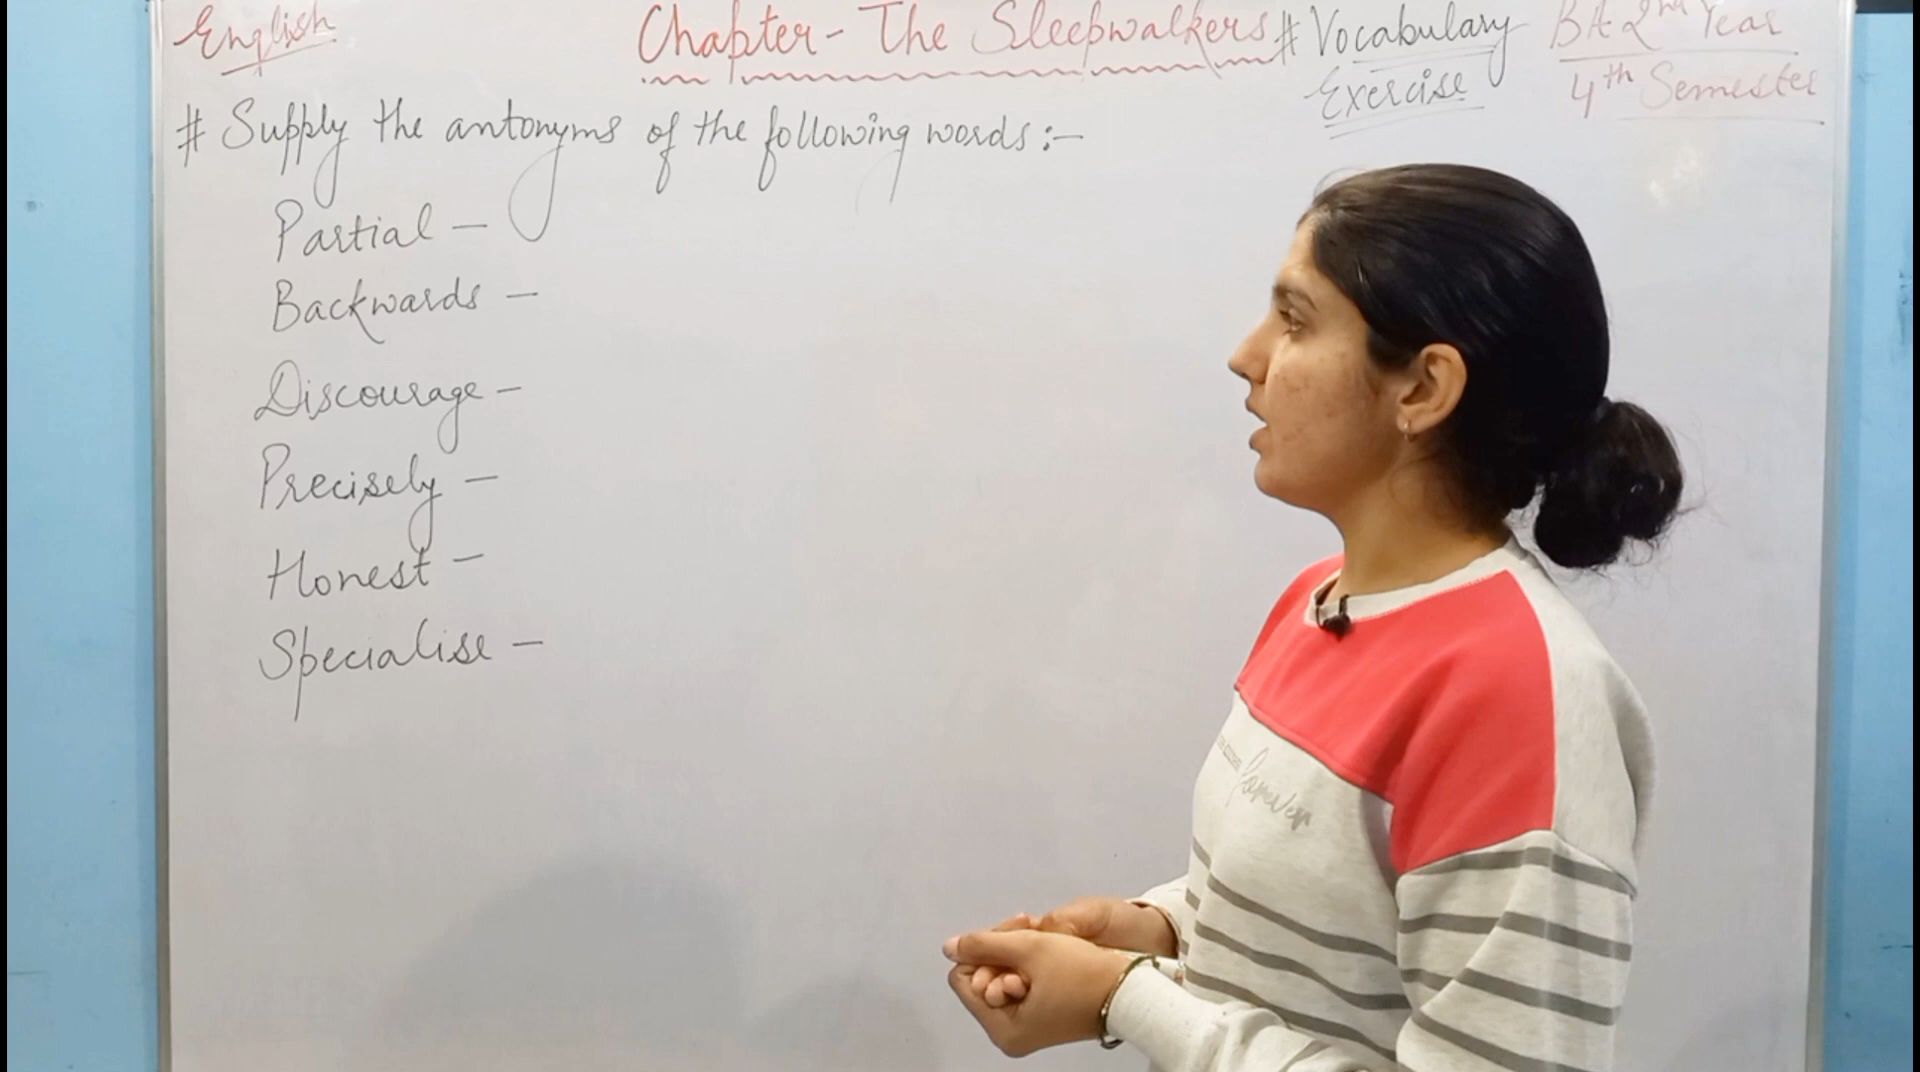 English
Chapter - The Sleepwalkers
# Vocabulary
Exercise
BA 2nd Year
4th Semester
# Supply the antonyms of the following words :-
Partial -
Backwards -
Discourage -
Precisely -
Honest -
Specialise -
forever